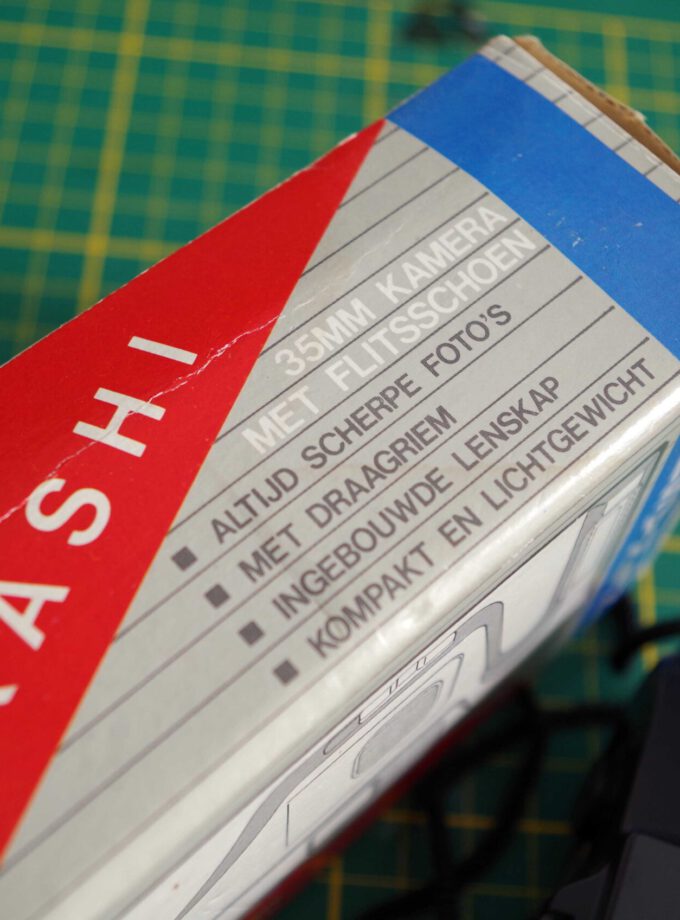 ASHI
35MM KAMERA
MET FLITSSCHOEN
■ ALTIJD SCHERPE FOTO'S
■ MET DRAAGRIEM
■ INGEBOUWDE LENSKAP
■ KOMPAKT EN LICHTGEWICHT